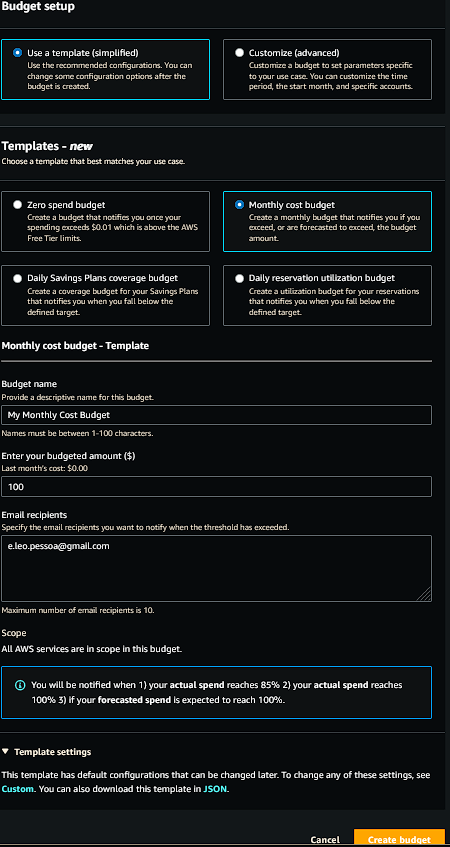 Budget setup
Use a template (simplified)
Use the recommended configurations. You can
change some configuration options after the
budget is created.
Customize (advanced)
Customize a budget to set parameters specific
to your use case. You can customize the time
period, the start month, and specific accounts.
Templates - new
Choose a template that best matches your use case.
Zero spend budget
Create a budget that notifies you once your
spending exceeds $0.01 which is above the AWS
Free Tier limits.
Monthly cost budget
Create a monthly budget that notifies you if you
exceed, or are forecasted to exceed, the budget
amount.
Daily Savings Plans coverage budget
Create a coverage budget for your Savings Plans
that notifies you when you fall below the
defined target.
Daily reservation utilization budget
Create a utilization budget for your reservations
that notifies you when you fall below the
defined target.
Monthly cost budget - Template
Budget name
Provide a descriptive name for this budget.
My Monthly Cost Budget
Names must be between 1-100 characters.
Enter your budgeted amount ($)
Last month's cost: $0.00
100
Email recipients
Specify the email recipients you want to notify when the threshold has exceeded.
e.leo.pessoa@gmail.com
Maximum number of email recipients is 10.
Scope
All AWS services are in scope in this budget.
You will be notified when 1) your actual spend reaches 85% 2) your actual spend reaches
100% 3) if your forecasted spend is expected to reach 100%.
Template settings
This template has default configurations that can be changed later. To change any of these settings, see
Custom. You can also download this template in JSON.
Cancel
Create budget